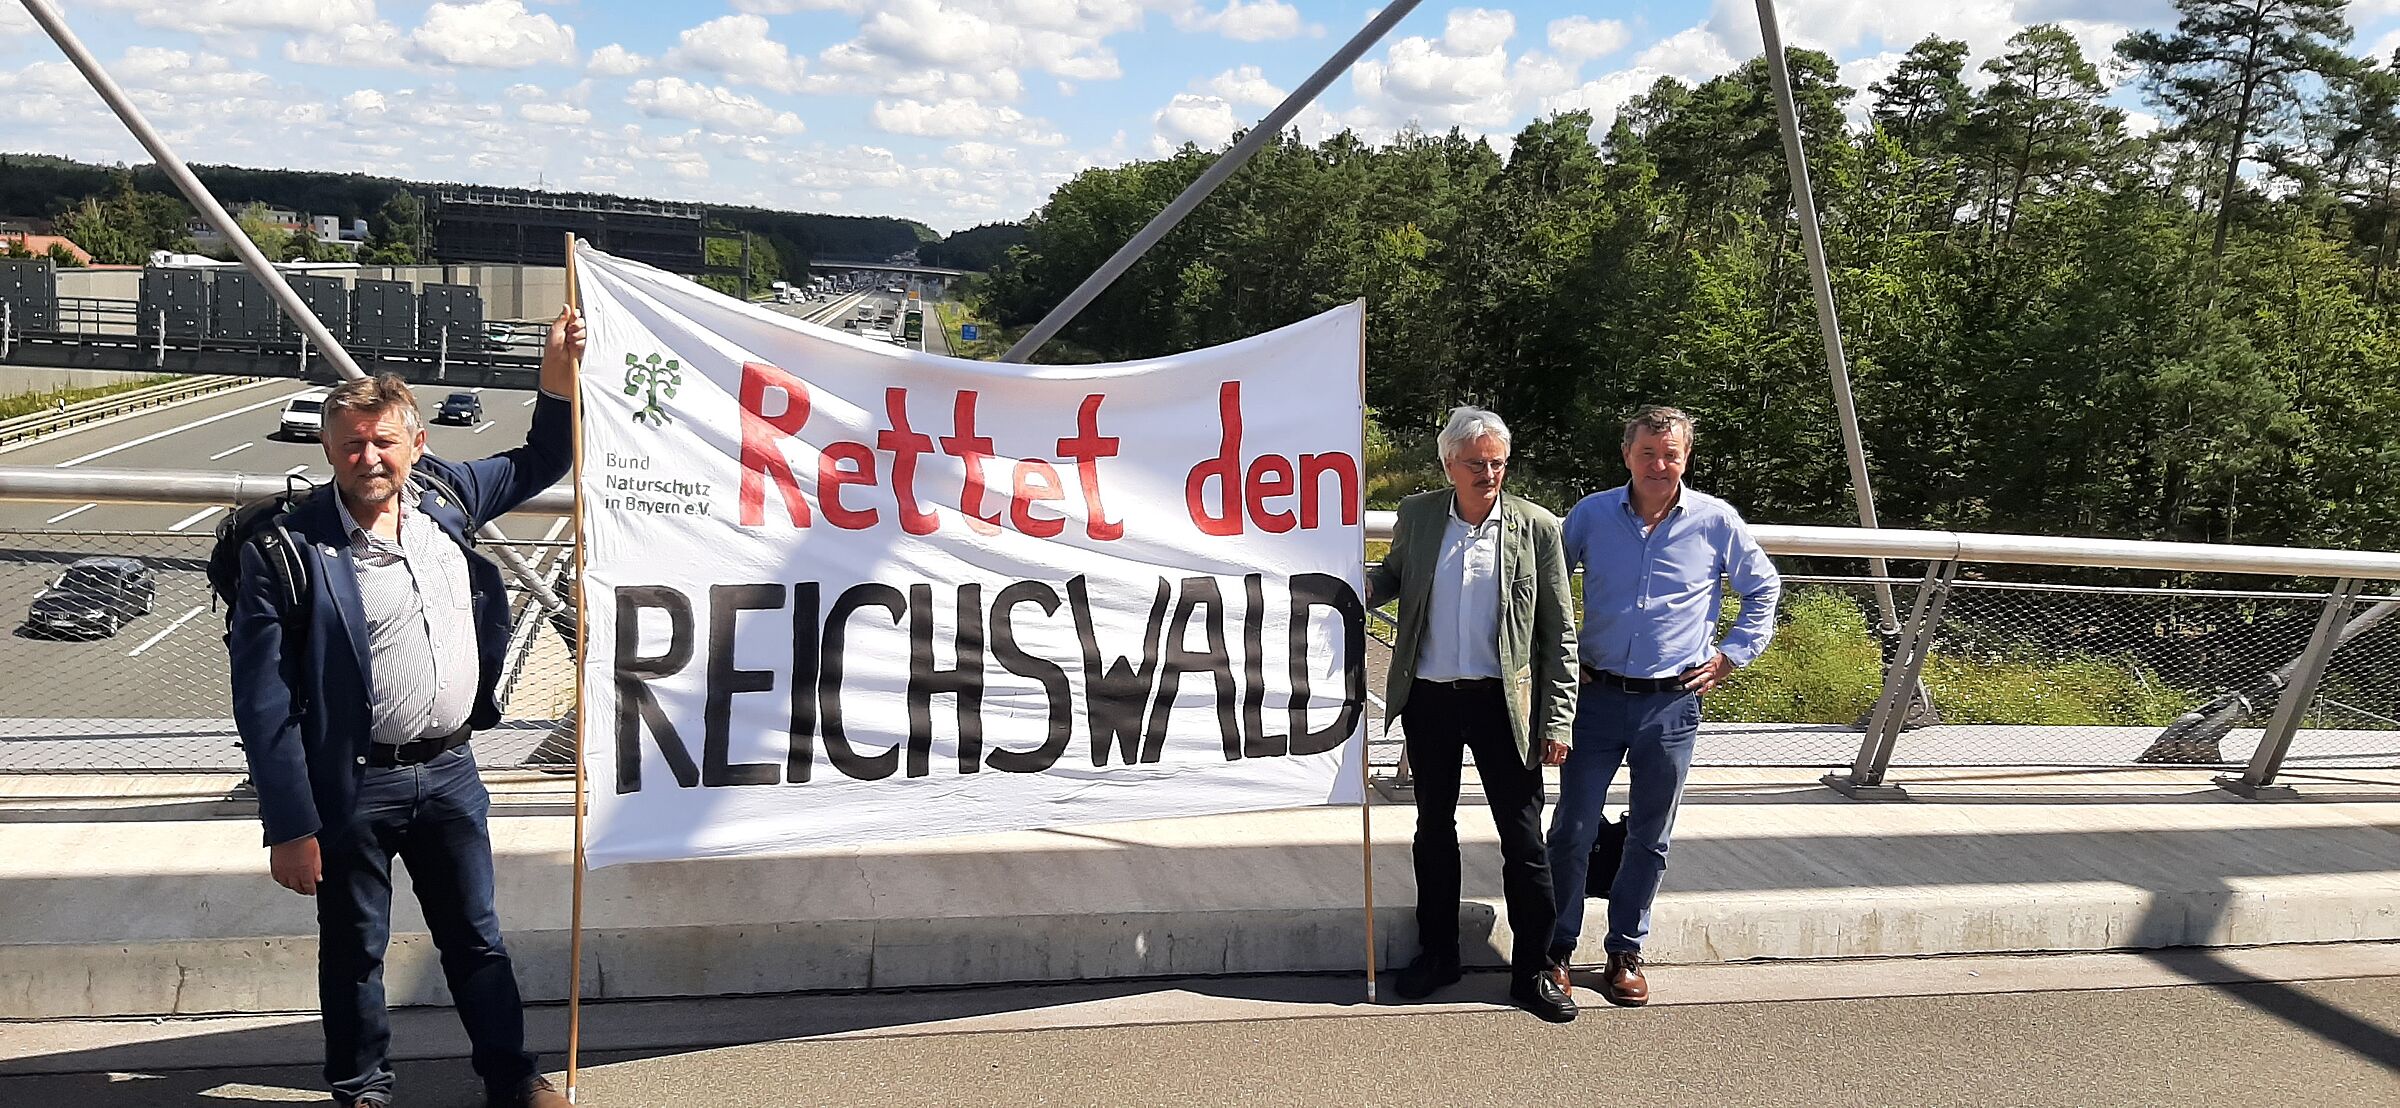 Bund
Naturschutz
in Bayern e.V.
Rettet den
REICHSWALD